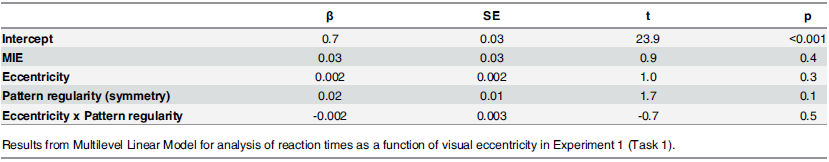 β SE t p
Intercept 0.7 0.03 23.9 <0.001
MIE 0.03 0.03 0.9 0.4
Eccentricity 0.002 0.002 1.0 0.3
Pattern regularity (symmetry) 0.02 0.01 1.7 0.1
Eccentricity x Pattern regularity -0.002 0.003 -0.7 0.5
Results from Multilevel Linear Model for analysis of reaction times as a function of visual eccentricity in Experiment 1 (Task 1).